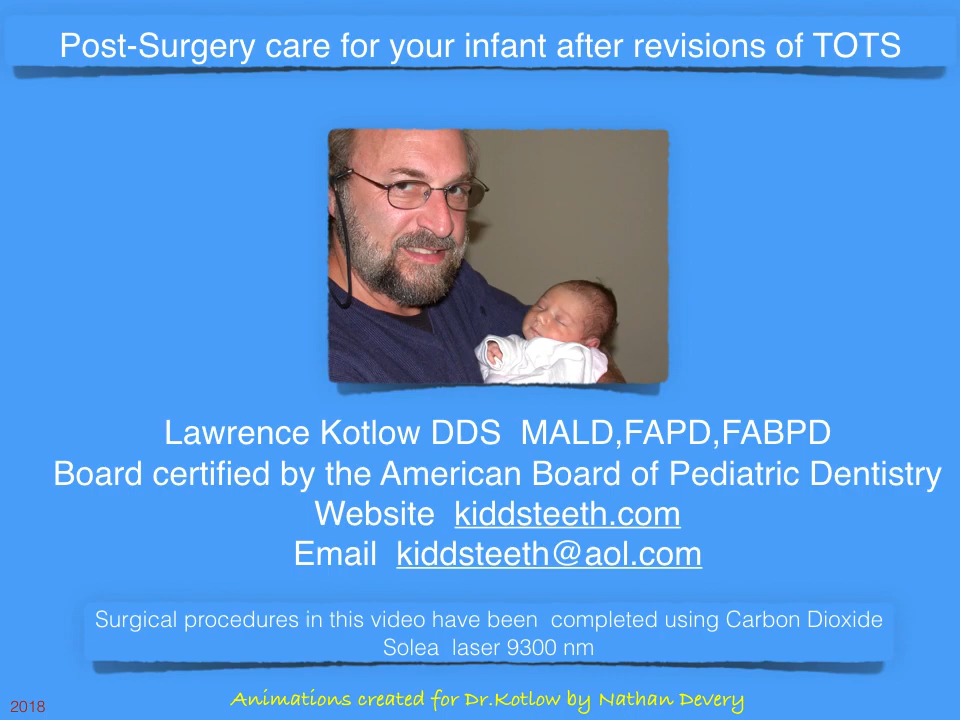 Post-Surgery care for your infant after revisions of TOTS
Lawrence Kotlow DDS  MALD,FAPD,FABPD
Board certified by the American Board of Pediatric Dentistry
Website  kiddsteeth.com
Email  kiddsteeth@aol.com
Surgical procedures in this video have been  completed using Carbon Dioxide
Solea  laser 9300 nm
Animations created for Dr.Kotlow by Nathan Devery
2018